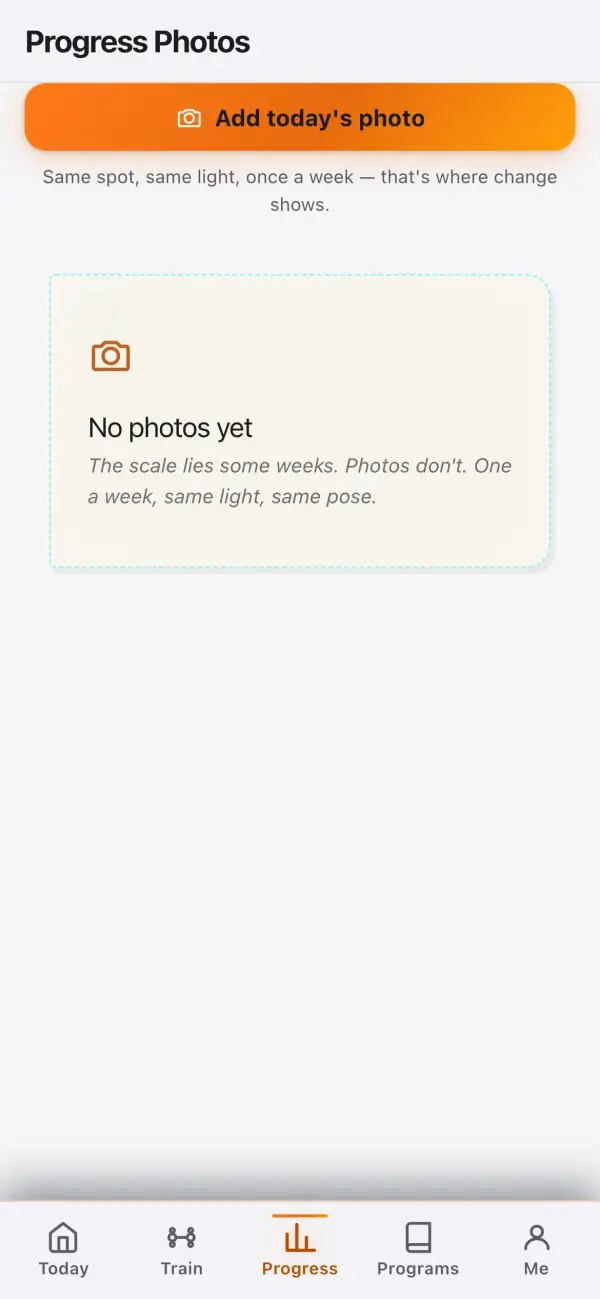 Progress Photos
Add today's photo
Same spot, same light, once a week — that's where change
shows.
No photos yet
The scale lies some weeks. Photos don't. One
a week, same light, same pose.
Today
Train
Progress
Programs
Me